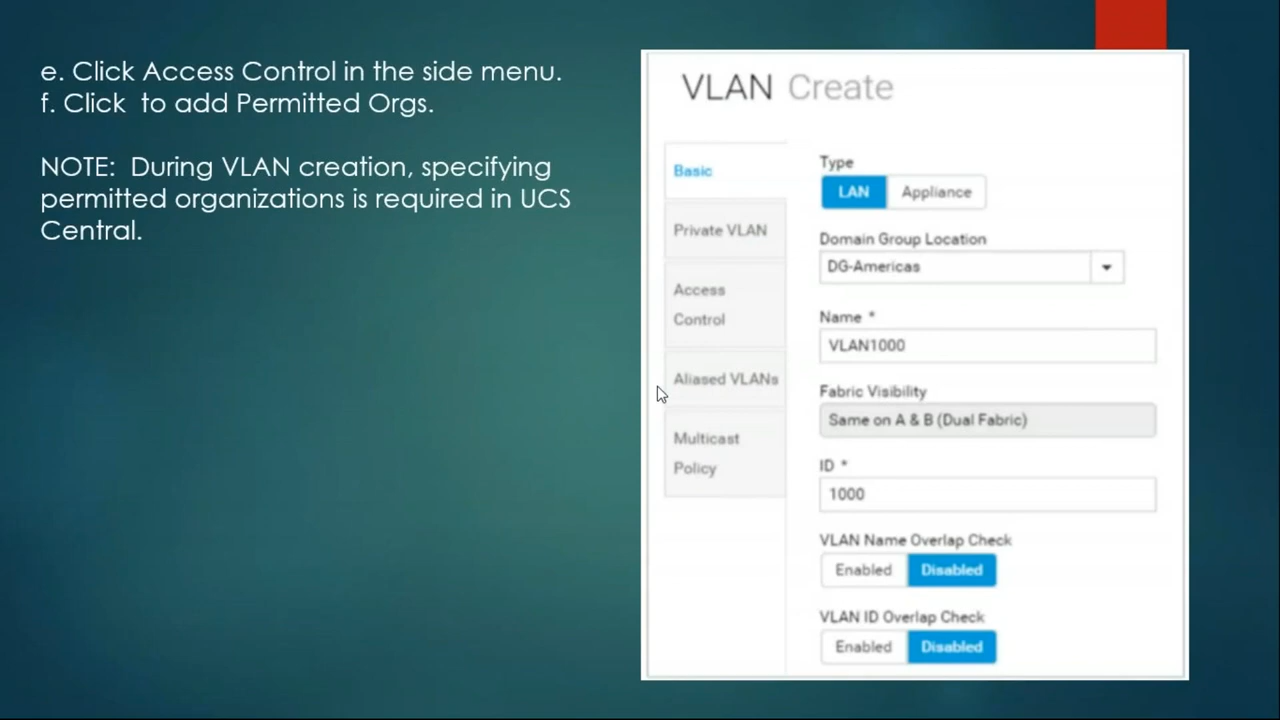 e. Click Access Control in the side menu.
f. Click  to add Permitted Orgs.
NOTE:  During VLAN creation, specifying
permitted organizations is required in UCS
Central.
VLAN Create
Basic
Private VLAN
Access
Control
Aliased VLANs
Multicast
Policy
Type
LAN Appliance
Domain Group Location
DG-Americas
Name *
VLAN1000
Fabric Visibility
Same on A & B (Dual Fabric)
ID *
1000
VLAN Name Overlap Check
Enabled Disabled
VLAN ID Overlap Check
Enabled Disabled